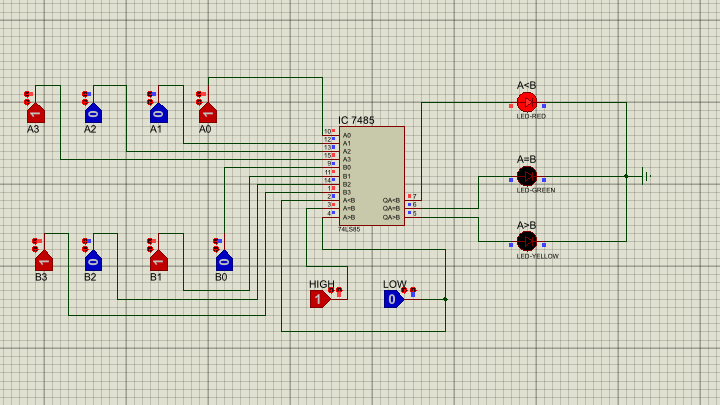 A<B
LED-RED
A3
1
A2
0
A1
0
A0
1
IC 7485
10 A0
12 A1
13 A2
15 A3
9 B0
11 B1
14 B2
1 B3
2 A<B QA<B 7
3 A=B QA=B 6
4 A>B QA>B 5
74LS85
A=B
LED-GREEN
A>B
LED-YELLOW
B3
1
B2
0
B1
1
B0
0
HIGH
1
LOW
0